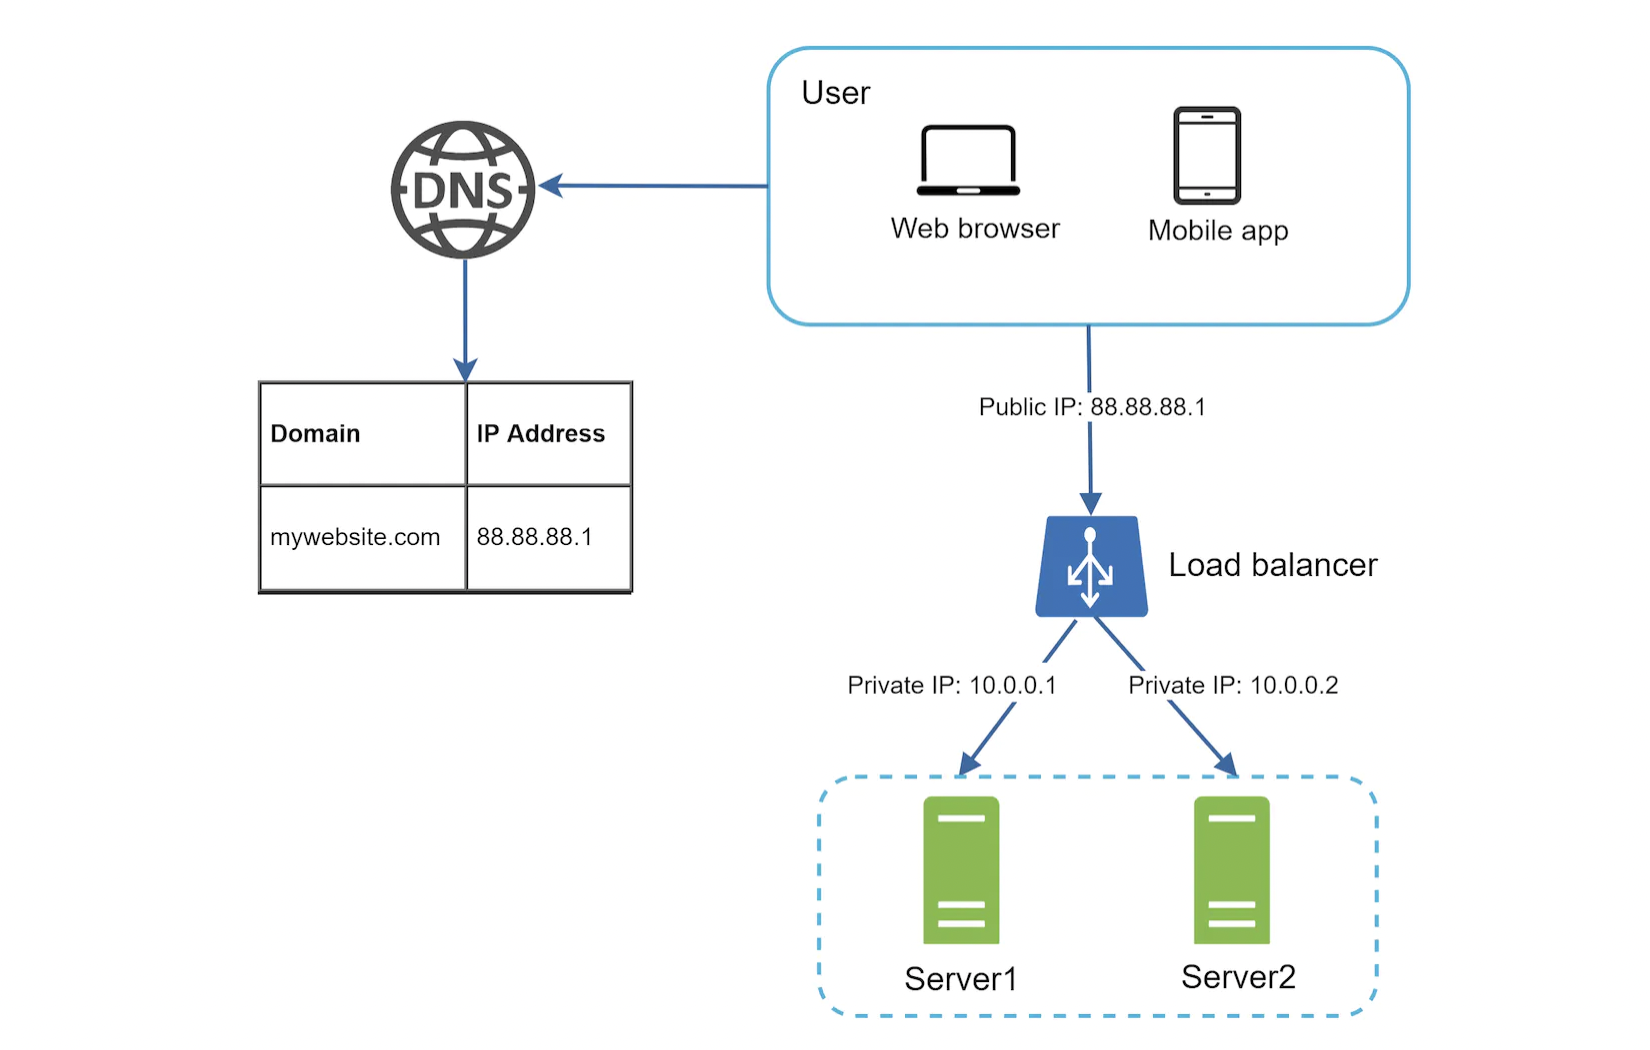 User
DNS
Web browser
Mobile app
Public IP: 88.88.88.1
Domain
IP Address
mywebsite.com
88.88.88.1
Load balancer
Private IP: 10.0.0.1
Private IP: 10.0.0.2
Server1
Server2